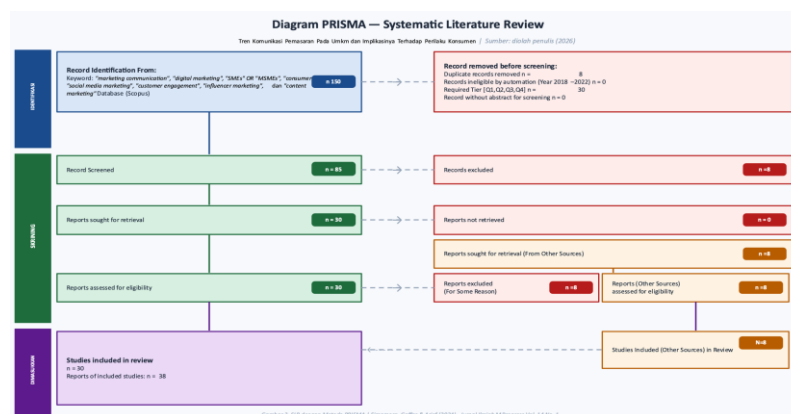 Diagram PRISMA — Systematic Literature Review
Tren Komunikasi Pemasaran Pada Umkm dan Implikasinya Terhadap Perilaku Konsumen | Sumber: diolah penulis (2026)
Record Identification From:
Keyword: "marketing communication", "digital marketing", "SMEs" OR "MSMEs", "consumer
"social media marketing", "customer engagement", "influencer marketing", dan "content
marketing" Database (Scopus)
n 150
Record removed before screening:
Duplicate records removed n = 8
Records ineligible by automation (Year 2018 –2022) n = 0
Required Tier [Q1,Q2,Q3,Q4] n = 30
Record without abstract for screening n = 0
SKRINING
Record Screened
n = 85
Records excluded
n =8
Reports sought for retrieval
n = 30
Reports not retrieved
n = 0
Reports sought for retrieval (From Other Sources)
n =8
Reports assessed for eligibility
n = 30
Reports excluded
(For Some Reason)
n =8
Reports (Other Sources)
assessed for eligibility
n =8
Studies included in review
n = 30
Reports of included studies: n = 38
Studies Included (Other Sources) in Review
N=8